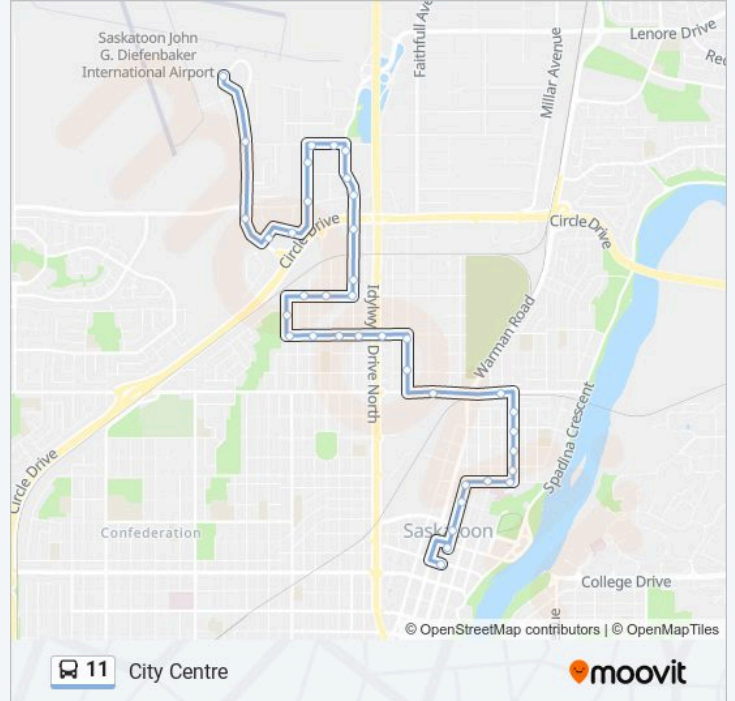 Saskatoon John
G. Diefenbaker
International Airport
Faithfull Ave
Millar Avenue
Lenore Drive
Circle Drive
Circle Drive
Idylwy
Drive North
Warman Road
Spadina Crescent
Circle Drive
Confederation
Saskatoon
College Drive
© OpenStreetMap contributors | © OpenMapTiles
11 City Centre
moovit